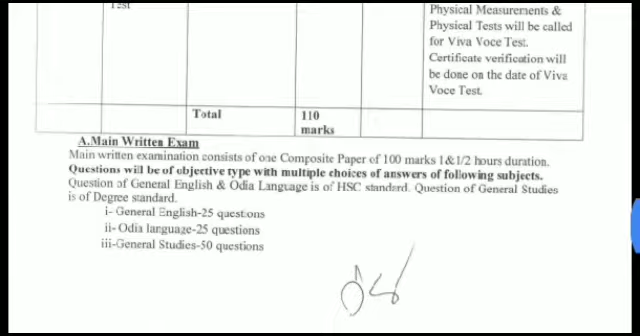 Test
Physical Measurements &
Physical Tests will be called
for Viva Voce Test.
Certificate verification will
be done on the date of Viva
Voce Test.
Total
110
marks
A.Main Written Exam
Main written examination consists of one Composite Paper of 100 marks 1&1/2 hours duration.
Questions will be of objective type with multiple choices of answers of following subjects.
Question of General English & Odia Language is of HSC standard. Question of General Studies
is of Degree standard.
i- General English-25 questions
ii- Odia language-25 questions
iii-General Studies-50 questions